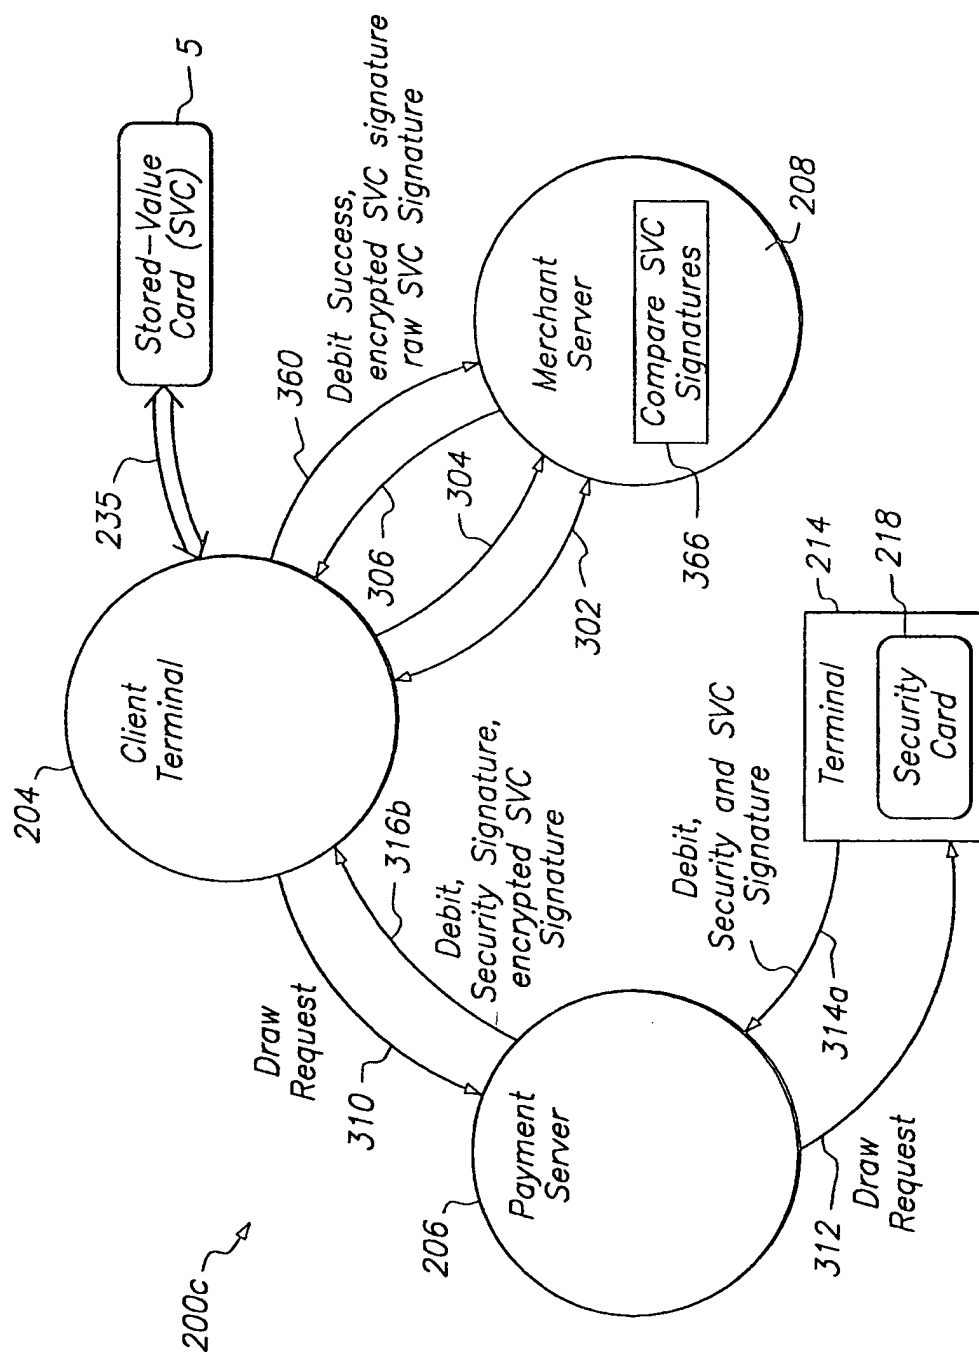 200c
204
Client
Terminal
235
Stored-Value
Card (SVC)
5
360
Debit Success,
encrypted SVC signature
raw SVC Signature
306
304
302
Merchant
Server
Compare SVC
Signatures
366
208
Draw
Request
310
316b
Debit,
Security Signature,
encrypted SVC
Signature
206
Payment
Server
Debit,
Security and SVC
Signature
314a
312
Draw
Request
Terminal
214
Security
Card
218